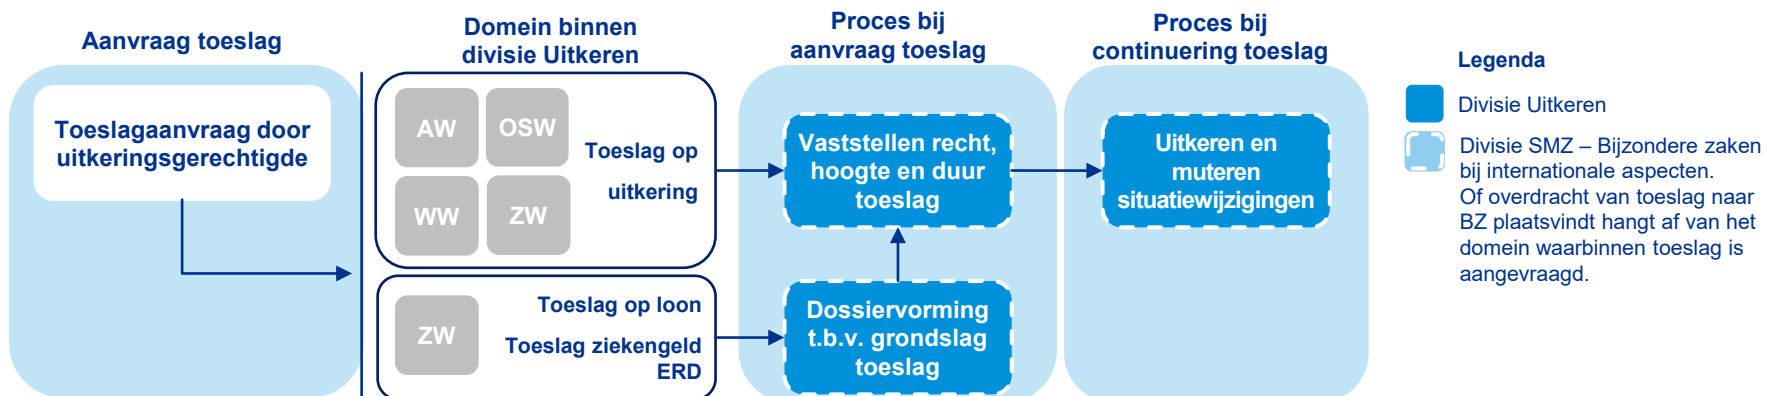 Aanvraag toeslag
Toeslagaanvraag door
uitkeringsgerechtigde
Domein binnen
divisie Uitkeren
AW
OSW
WW
ZW
Toeslag op
uitkering
ZW
Toeslag op loon
Toeslag ziekengeld
ERD
Proces bij
aanvraag toeslag
Vaststellen recht,
hoogte en duur
toeslag
Dossiervorming
t.b.v. grondslag
toeslag
Proces bij
continuering toeslag
Uitkeren en
muteren
situatiewijzigingen
Legenda
Divisie Uitkeren
Divisie SMZ – Bijzondere zaken
bij internationale aspecten.
Of overdracht van toeslag naar
BZ plaatsvindt hangt af van het
domein waarbinnen toeslag is
aangevraagd.